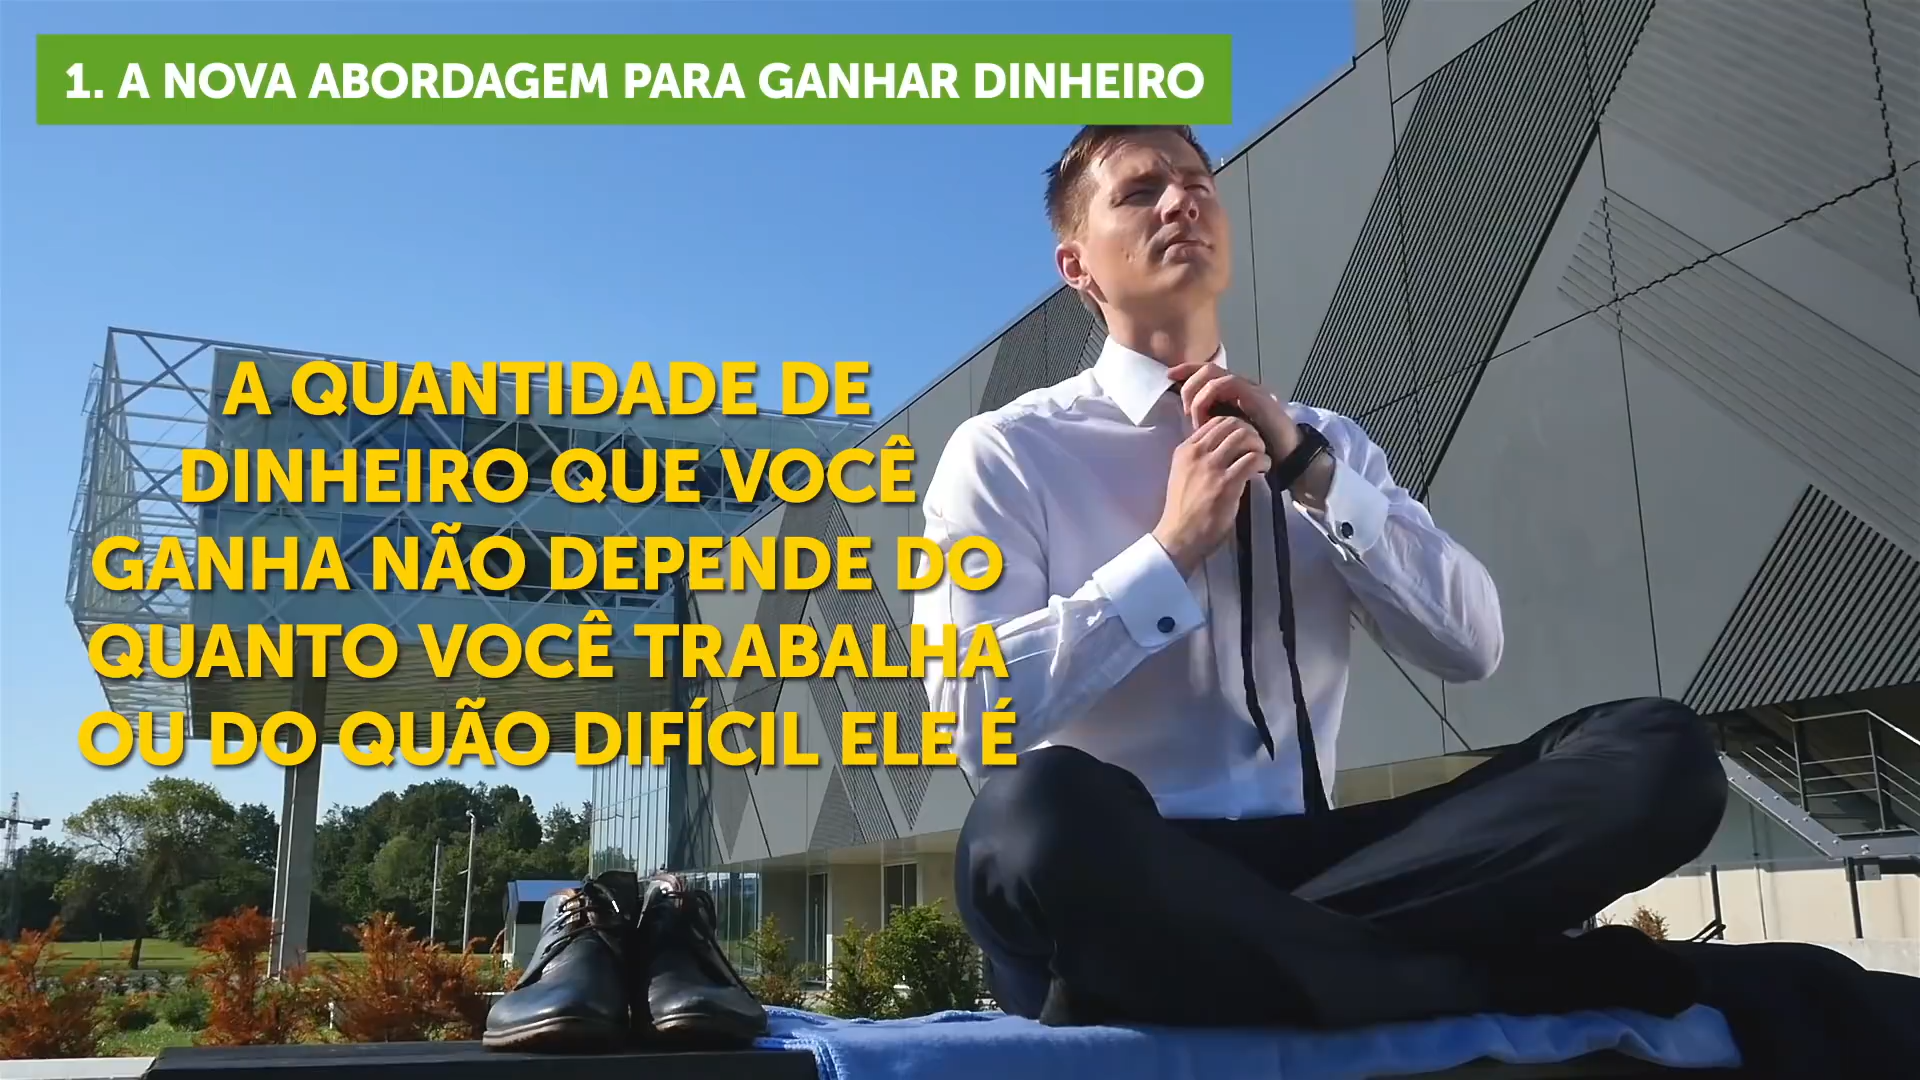 1. A NOVA ABORDAGEM PARA GANHAR DINHEIRO
A QUANTIDADE DE
DINHEIRO QUE VOCÊ
GANHA NÃO DEPENDE DO
QUANTO VOCÊ TRABALHA
OU DO QUÃO DIFÍCIL ELE É